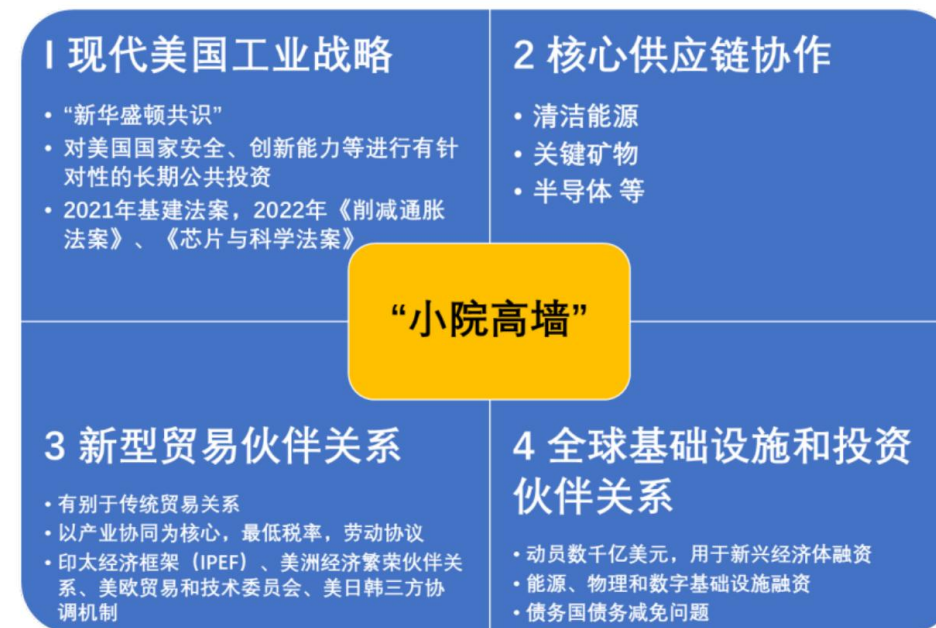 1 现代美国工业战略
• “新华盛顿共识”
• 对美国国家安全、创新能力等进行有针
对性的长期公共投资
• 2021年基建法案，2022年《削减通胀
法案》、《芯片与科学法案》
2 核心供应链协作
• 清洁能源
• 关键矿物
• 半导体 等
“小院高墙”
3 新型贸易伙伴关系
• 有别于传统贸易关系
• 以产业协同为核心，最低税率，劳动协议
• 印太经济框架（IPEF）、美洲经济繁荣伙伴关
系、美欧贸易和技术委员会、美日韩三方协
调机制
4 全球基础设施和投资
伙伴关系
• 动员数千亿美元，用于新兴经济体融资
• 能源、物理和数字基础设施融资
• 债务国债务减免问题